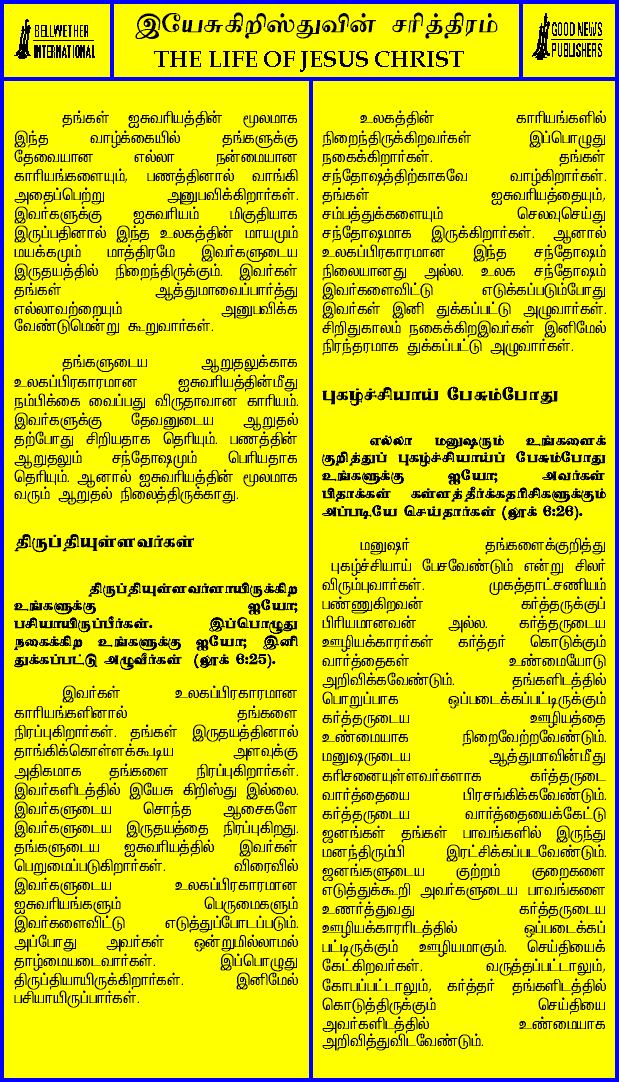 BELLWETHER
INTERNATIONAL
இயேசுகிறிஸ்துவின் சரித்திரம்
THE LIFE OF JESUS CHRIST
GOOD NEWS
PUBLISHERS
தங்கள் ஐசுவரியத்தின் மூலமாக
இந்த வாழ்க்கையில் தங்களுக்கு
தேவையான எல்லா நன்மையான
காரியங்களையும், பணத்தினால் வாங்கி
அதைப்பெற்று அனுபவிக்கிறார்கள்.
இவர்களுக்கு ஐசுவரியம் மிகுதியாக
இருப்பதினால் இந்த உலகத்தின் மாயமும்
மயக்கமும் மாத்திரமே இவர்களுடைய
இருதயத்தில் நிறைந்திருக்கும். இவர்கள்
தங்கள் ஆத்துமாவைப்பார்த்து
எல்லாவற்றையும் அனுபவிக்க
வேண்டுமென்று கூறுவார்கள்.
தங்களுடைய ஆறுதலுக்காக
உலகப்பிரகாரமான ஐசுவரியத்தின்மீது
நம்பிக்கை வைப்பது விருதாவான காரியம்.
இவர்களுக்கு தேவனுடைய ஆறுதல்
தற்போது சிறியதாக தெரியும். பணத்தின்
ஆறுதலும் சந்தோஷமும் பெரியதாக
தெரியும். ஆனால் ஐசுவரியத்தின் மூலமாக
வரும் ஆறுதல் நிலைத்திருக்காது.
திருப்தியுள்ளவர்கள்
திருப்தியுள்ளவர்ளாயிருக்கிற
உங்களுக்கு ஐயோ;
பசியாயிருப்பீர்கள். இப்பொழுது
நகைக்கிற உங்களுக்கு ஐயோ; இனி
துக்கப்பட்டு அழுவீர்கள் (லூக் 6:25).
இவர்கள் உலகப்பிரகாரமான
காரியங்களினால் தங்களை
நிரப்புகிறார்கள். தங்கள் இருதயத்தினால்
தாங்கிக்கொள்ளக்கூடிய அளவுக்கு
அதிகமாக தங்களை நிரப்புகிறார்கள்.
இவர்களிடத்தில் இயேசு கிறிஸ்து இல்லை.
இவர்களுடைய சொந்த ஆசைகளே
இவர்களுடைய இருதயத்தை நிரப்புகிறது.
தங்களுடைய ஐசுவரியத்தில் இவர்கள்
பெறுமைப்படுகிறார்கள். விரைவில்
இவர்களுடைய உலகப்பிரகாரமான
ஐசுவரியங்களும் பெருமைகளும்
இவர்களைவிட்டு எடுத்துப்போடப்படும்.
அப்போது அவர்கள் ஒன்றுமில்லாமல்
தாழ்மையடைவார்கள். இப்பொழுது
திருப்தியாயிருக்கிறார்கள். இனிமேல்
பசியாயிருப்பார்கள்.
உலகத்தின் காரியங்களில்
நிறைந்திருக்கிறவர்கள் இப்பொழுது
நகைக்கிறார்கள். தங்கள்
சந்தோஷத்திற்காகவே வாழ்கிறார்கள்.
தங்கள் ஐசுவரியத்தையும்,
சம்பத்துக்களையும் செலவுசெய்து
சந்தோஷமாக இருக்கிறார்கள். ஆனால்
உலகப்பிரகாரமான இந்த சந்தோஷம்
நிலையானது அல்ல. உலக சந்தோஷம்
இவர்களைவிட்டு எடுக்கப்படும்போது
இவர்கள் இனி துக்கப்பட்டு அழுவார்கள்.
சிறிதுகாலம் நகைக்கிறஇவர்கள் இனிமேல்
நிரந்தரமாக துக்கப்பட்டு அழுவார்கள்.
புகழ்ச்சியாய் பேசும்போது
எல்லா மனுஷரும் உங்களைக்
குறித்துப் புகழ்ச்சியாய்ப் பேசும்போது
உங்களுக்கு ஐயோ; அவர்கள்
பிதாக்கள் கள்ளத்தீர்க்கதரிசிகளுக்கும்
அப்படியே செய்தார்கள் (லூக் 6:26).
மனுஷர் தங்களைக்குறித்து
புகழ்ச்சியாய் பேசவேண்டும் என்று சிலர்
விரும்புவார்கள். முகத்தாட்சணியம்
பண்ணுகிறவன் கர்த்தருக்குப்
பிரியமானவன் அல்ல. கர்த்தருடைய
ஊழியக்காரர்கள் கர்த்தர் கொடுக்கும்
வார்த்தைகள் உண்மையோடு
அறிவிக்கவேண்டும். தங்களிடத்தில்
பொறுப்பாக ஒப்படைக்கப்பட்டிருக்கும்
கர்த்தருடைய ஊழியத்தை
உண்மையாக நிறைவேற்றவேண்டும்.
மனுஷருடைய ஆத்துமாவின்மீது
கரிசனையுள்ளவர்களாக கர்த்தருடை
வார்த்தையை பிரசங்கிக்கவேண்டும்.
கர்த்தருடைய வார்த்தையைக்கேட்டு
ஜனங்கள் தங்கள் பாவங்களில் இருந்து
மனந்திரும்பி இரட்சிக்கப்படவேண்டும்.
ஜனங்களுடைய குற்றம் குறைகளை
எடுத்துக்கூறி அவர்களுடைய பாவங்களை
உணர்த்துவது கர்த்தருடைய
ஊழியக்காரரிடத்தில் ஒப்படைக்கப்
பட்டிருக்கும் ஊழியமாகும். செய்தியைக்
கேட்கிறவர்கள். வருத்தப்பட்டாலும்,
கோபப்பட்டாலும், கர்த்தர் தங்களிடத்தில்
கொடுத்திருக்கும் செய்தியை
அவர்களிடத்தில் உண்மையாக
அறிவித்துவிடவேண்டும்.